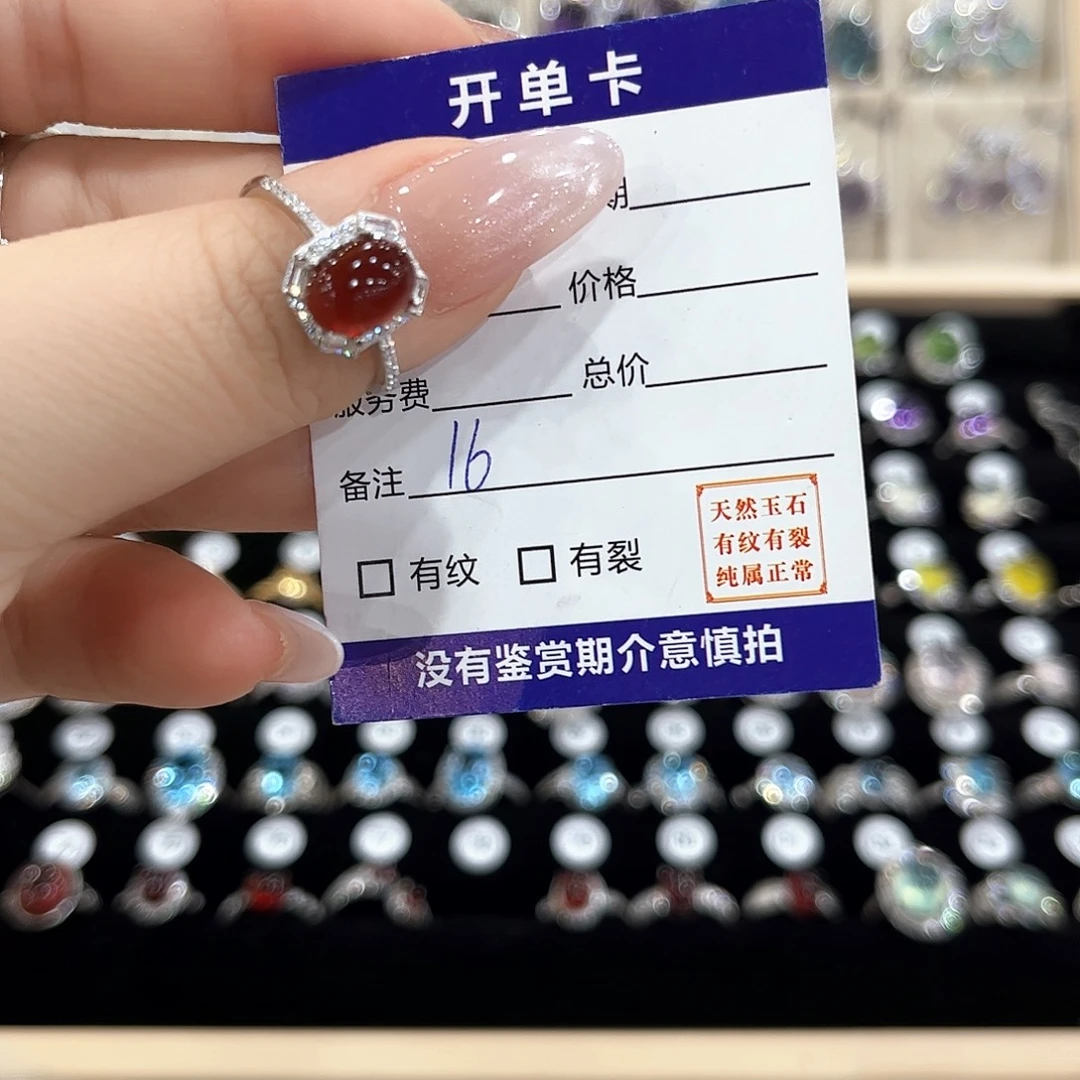 开单卡
期
价格
服务费 总价
备注 16
有纹 有裂
天然玉石
有纹有裂
纯属正常
没有鉴赏期介意慎拍